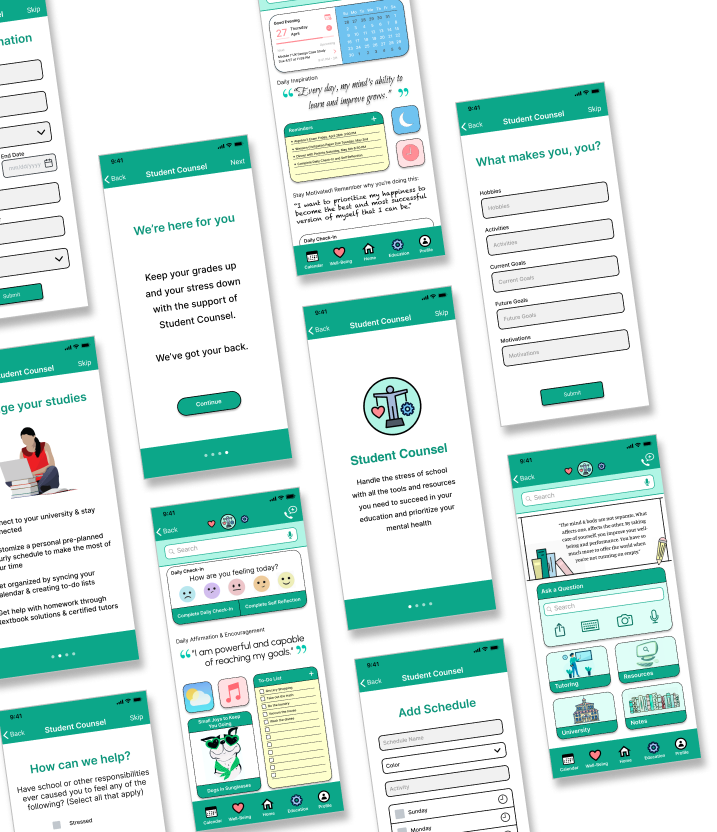 nsel
Skip
nation
End Date
mm/dd/yyyy
Submit
9:41
Back
Student Counsel
Next
We're here for you
Keep your grades up
and your stress down
with the support of
Student Counsel.
We've got your back.
Continue
Good Evening
27
Thursday
April
Daily Inspiration
"Every day, my mind's ability to
learn and improve grows."
Reminders
Stay Motivated! Remember why you're doing this:
"I want to prioritize my happiness to
become the best and most successful
version of myself that I can be."
Daily Check-in
Calendar
Well-Being
Home
Education
Profile
9:41
Back
Student Counsel
Skip
What makes you, you?
Hobbies
Hobbies
Activities
Activities
Current Goals
Current Goals
Future Goals
Future Goals
Motivations
Motivations
Submit
udent Counsel
Skip
ge your studies
nect to your university & stay
nected
stomize a personal pre-planned
urly schedule to make the most of
ur time
et organized by syncing your
alendar & creating to-do lists
Get help with homework through
textbook solutions & certified tutors
9:41
Back
Student Counsel
Skip
Student Counsel
Handle the stress of school
with all the tools and resources
you need to succeed in your
education and prioritize your
mental health
9:41
Back
Search
Daily Check-in
How are you feeling today?
Complete Daily Check-in
Complete Self Reflection
Daily Affirmation & Encouragement
"I am powerful and capable
of reaching my goals."
To-Do List
Small Joys to Keep
You Going
Dogs in Sunglasses
Calendar
Well-Being
Home
Education
Profile
9:41
Back
Search
"The mind & body are not separate. What
affects one, affects the other. by taking
care of yourself, you improve your well-
being and performance. You have so
much more to offer the world when
you're not running on empty."
Ask a Question
Search
Tutoring
Resources
University
Notes
Calendar
Well-Being
Home
Education
Profile
9:41
Back
Student Counsel
Skip
How can we help?
Have school or other responsibilities
ever caused you to feel any of the
following? (Select all that apply)
Stressed
9:41
Back
Student Counsel
Add Schedule
Schedule Name
Color
Activity
Sunday
Monday